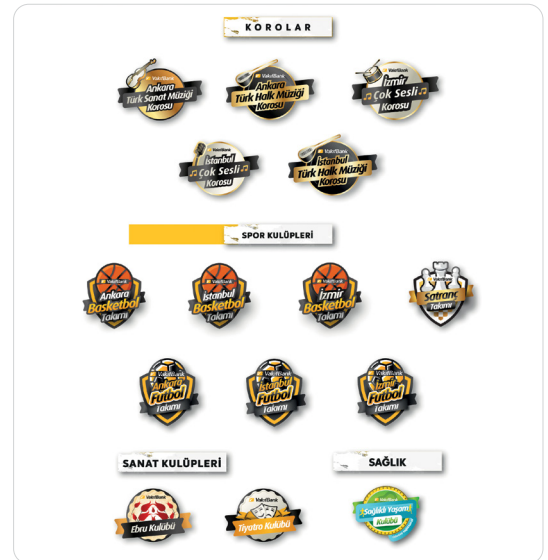 KOROLAR
VakıfBank
Ankara
Türk Sanat Müziği
Korosu
VakıfBank
Ankara
Türk Halk Müziği
Korosu
VakıfBank
İzmir
Çok Sesli
Korosu
VakıfBank
İstanbul
Çok Sesli
Korosu
VakıfBank
İstanbul
Türk Halk Müziği
Korosu
SPOR KULÜPLERİ
VakıfBank
Ankara
Basketbol
Takımı
VakıfBank
İstanbul
Basketbol
Takımı
VakıfBank
İzmir
Basketbol
Takımı
VakıfBank
Satranç
Takımı
VakıfBank
Ankara
Futbol
Takımı
VakıfBank
İstanbul
Futbol
Takımı
VakıfBank
İzmir
Futbol
Takımı
SANAT KULÜPLERİ
SAĞLIK
VakıfBank
Ebru Kulübü
VakıfBank
Tiyatro Kulübü
VakıfBank
Sağlıklı Yaşam
Kulübü